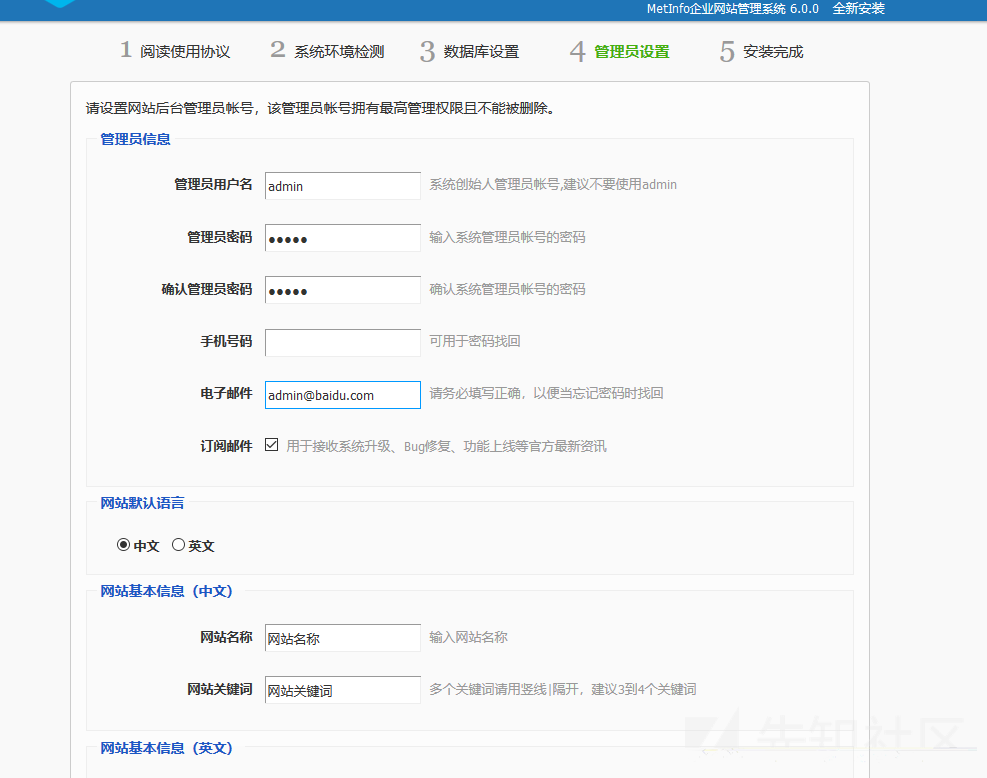 MetInfo企业网站管理系统 6.0.0 全新安装
1 阅读使用协议 2 系统环境检测 3 数据库设置 4 管理员设置 5 安装完成
请设置网站后台管理员帐号，该管理员帐号拥有最高管理权限且不能被删除。
管理员信息
管理员用户名 admin 系统创始人管理员帐号,建议不要使用admin
管理员密码 ●●●●● 输入系统管理员帐号的密码
确认管理员密码 ●●●●● 确认系统管理员帐号的密码
手机号码 可用于密码找回
电子邮件 admin@baidu.com 请务必填写正确，以便当忘记密码时找回
订阅邮件 用于接收系统升级、Bug修复、功能上线等官方最新资讯
网站默认语言
中文 英文
网站基本信息（中文）
网站名称 网站名称 输入网站名称
网站关键词 网站关键词 多个关键词请用竖线|隔开，建议3到4个关键词
网站基本信息（英文）
先知社区